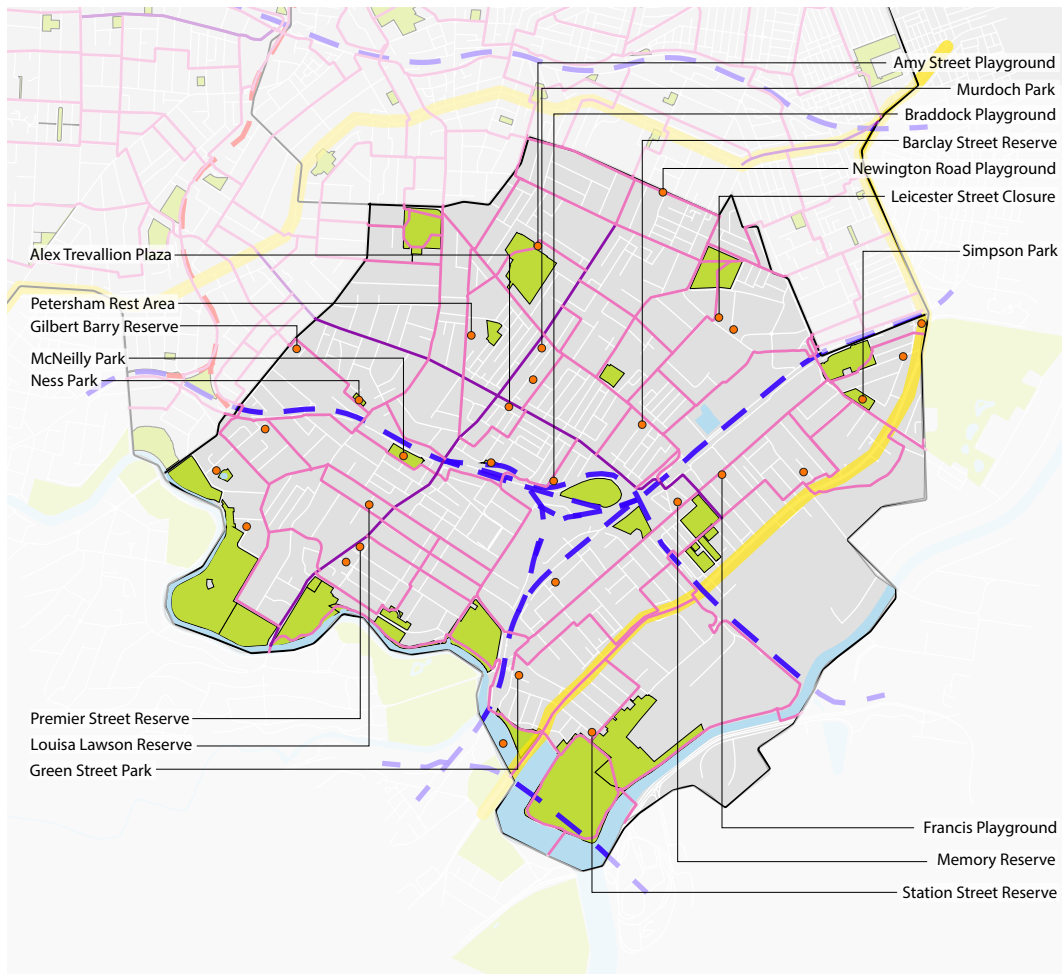 Amy Street Playground
Murdoch Park
Braddock Playground
Barclay Street Reserve
Newington Road Playground
Leicester Street Closure
Simpson Park
Alex Trevallion Plaza
Petersham Rest Area
Gilbert Barry Reserve
McNeilly Park
Ness Park
Premier Street Reserve
Louisa Lawson Reserve
Green Street Park
Francis Playground
Memory Reserve
Station Street Reserve